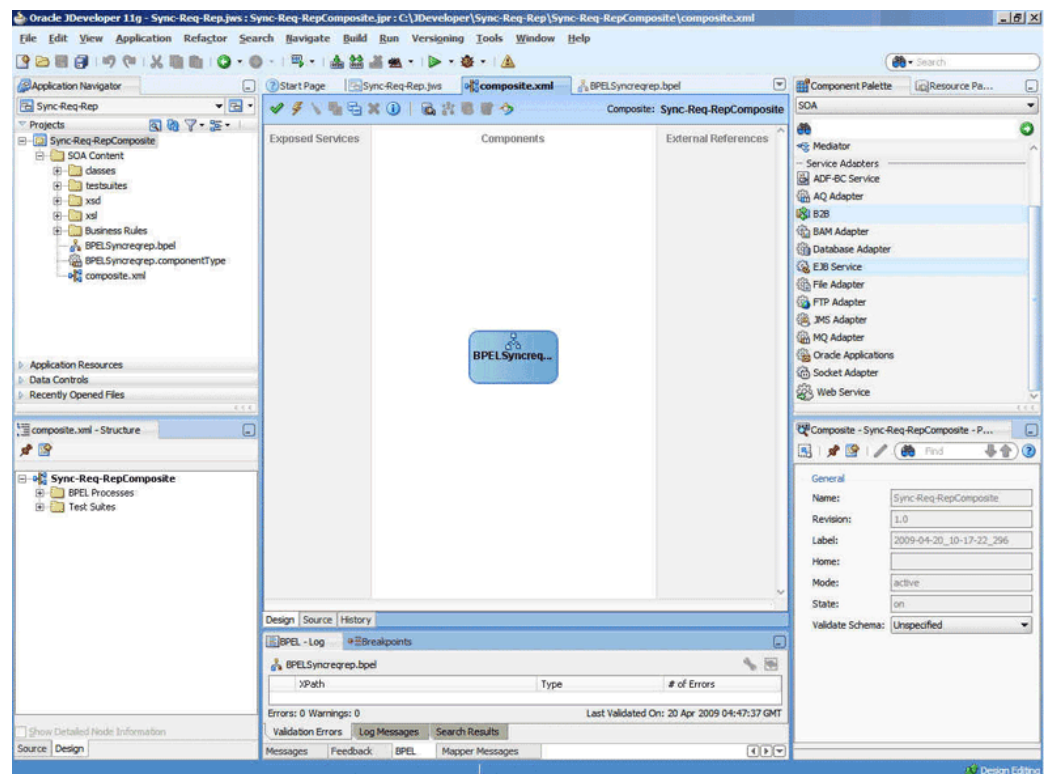 Oracle JDeveloper 11g - Sync-Req-Rep.jws : Sync-Req-RepComposite.jpr : C:\JDeveloper\Sync-Req-Rep\Sync-Req-RepComposite\composite.xml
File Edit View Application Refactor Search Navigate Build Run Versioning Tools Window Help
Search
Application Navigator
Sync-Req-Rep
Projects
Sync-Req-RepComposite
SOA Content
classes
testsuites
xsd
xsl
Business Rules
BPELSyncreqrep.bpel
BPELSyncreqrep.componentType
composite.xml
Application Resources
Data Controls
Recently Opened Files
composite.xml - Structure
Sync-Req-RepComposite
BPEL Processes
Test Suites
Show Detailed Node Information
Source Design
Start Page Sync-Req-Rep.jws composite.xml BPELSyncreqrep.bpel
Composite: Sync-Req-RepComposite
Exposed Services Components External References
BPELSyncreq...
Design Source History
BPEL - Log Breakpoints
BPELSyncreqrep.bpel
XPath Type # of Errors
Errors: 0 Warnings: 0 Last Validated On: 20 Apr 2009 04:47:37 GMT
Validation Errors Log Messages Search Results
Messages Feedback BPEL Mapper Messages
Component Palette Resource Pa...
SOA
Mediator
Service Adapters
ADF-BC Service
AQ Adapter
B2B
BAM Adapter
Database Adapter
EJB Service
File Adapter
FTP Adapter
JMS Adapter
MQ Adapter
Oracle Applications
Socket Adapter
Web Service
Composite - Sync-Req-RepComposite - P...
Find
General
Name: Sync-Req-RepComposite
Revision: 1.0
Label: 2009-04-20_10-17-22_296
Home:
Mode: active
State: on
Validate Schema: Unspecified
Design Editing